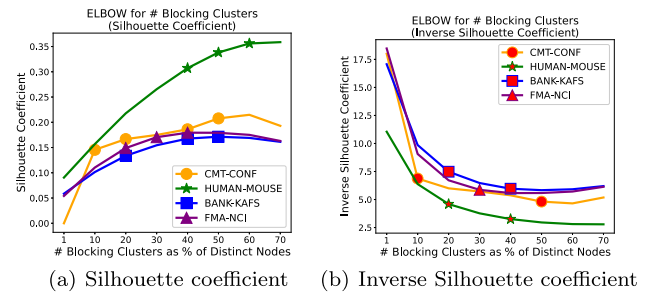 ELBOW for # Blocking Clusters
(Silhouette Coefficient)
Silhouette Coefficient
0.35
0.30
0.25
0.20
0.15
0.10
0.05
0.00
CMT-CONF
HUMAN-MOUSE
BANK-KAFS
FMA-NCI
1 10 20 30 40 50 60 70
# Blocking Clusters as % of Distinct Nodes
(a) Silhouette coefficient
ELBOW for # Blocking Clusters
(Inverse Silhouette Coefficient)
Inverse Silhouette Coefficient
17.5
15.0
12.5
10.0
7.5
5.0
2.5
CMT-CONF
HUMAN-MOUSE
BANK-KAFS
FMA-NCI
1 10 20 30 40 50 60 70
# Blocking Clusters as % of Distinct Nodes
(b) Inverse Silhouette coefficient